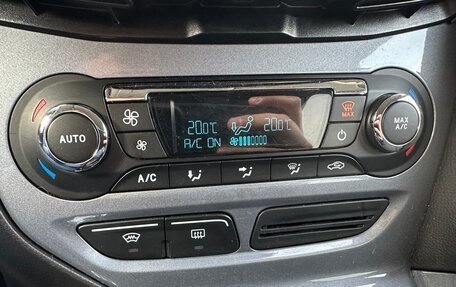 MAX
20.0°C 20.0°C
MAX A/C
AUTO
A/C ON
A/C